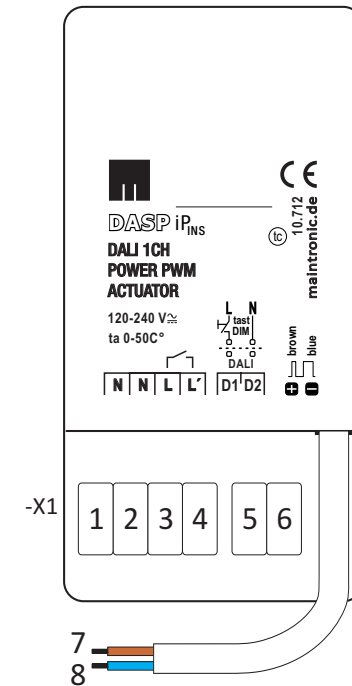 CE
DASP iP INS
DALI 1CH
POWER PWM
ACTUATOR
120-240 V≂
ta 0-50C°
tc
10.712
maintronic.de
L N
tast
DIM
DALI
N N L L´ D1 D2
brown
blue
+ −
-X1
1 2 3 4 5 6
7
8